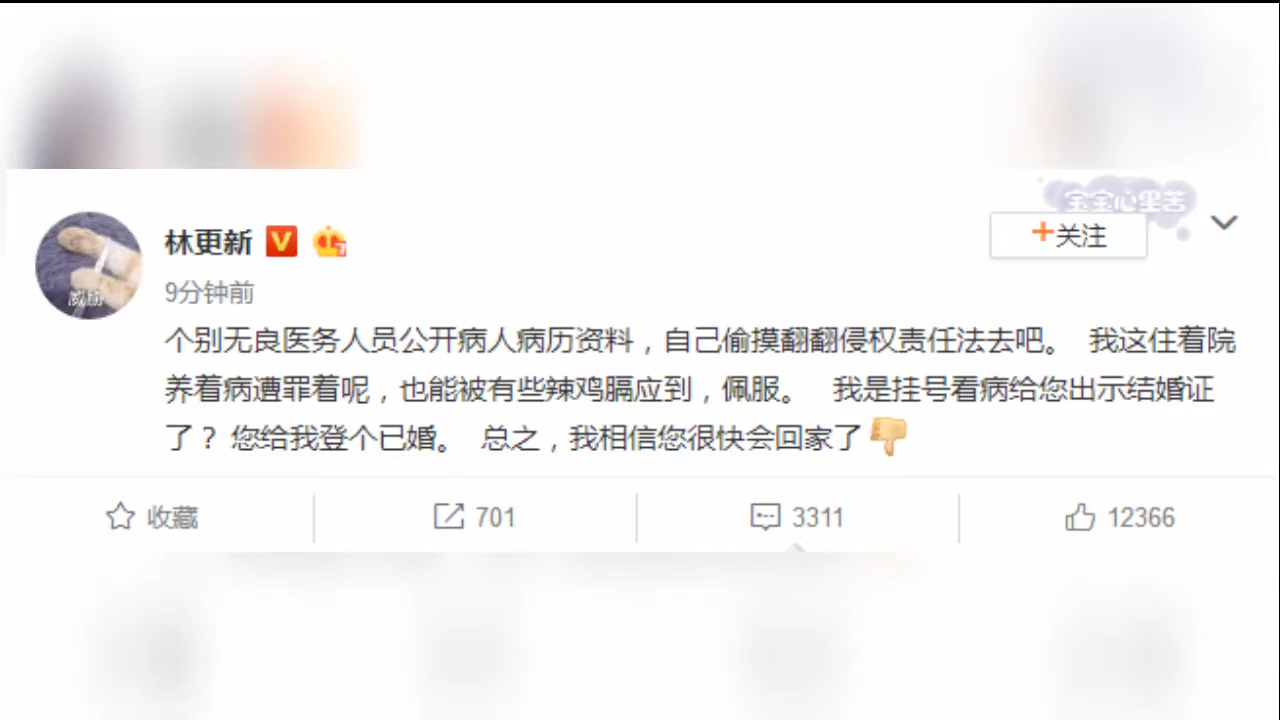 宝宝心里苦
林更新
+关注
9分钟前
个别无良医务人员公开病人病历资料，自己偷摸翻翻侵权责任法去吧。 我这住着院
养着病遭罪着呢，也能被有些辣鸡膈应到，佩服。 我是挂号看病给您出示结婚证
了？您给我登个已婚。 总之，我相信您很快会回家了
收藏
701
3311
12366